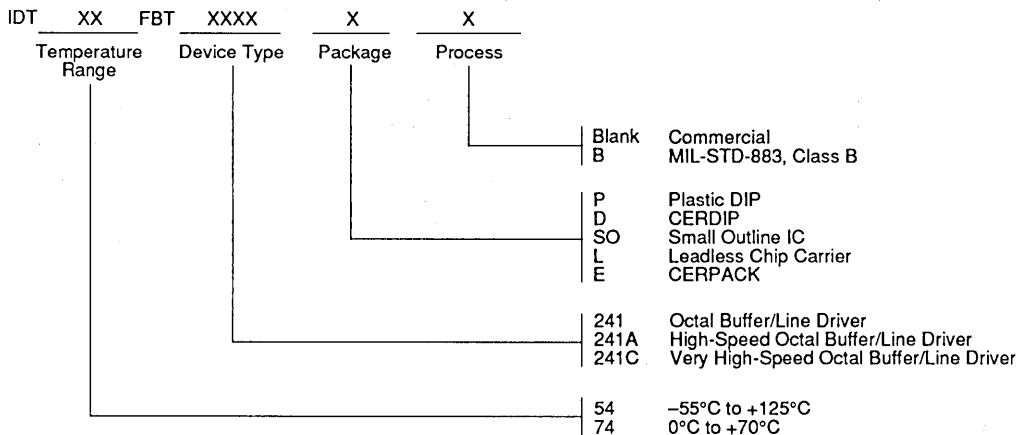 IDT XX FBT XXXX X X
Temperature Range Device Type Package Process
Blank Commercial
B MIL-STD-883, Class B
P Plastic DIP
D CERDIP
SO Small Outline IC
L Leadless Chip Carrier
E CERPACK
241 Octal Buffer/Line Driver
241A High-Speed Octal Buffer/Line Driver
241C Very High-Speed Octal Buffer/Line Driver
54 –55°C to +125°C
74 0°C to +70°C